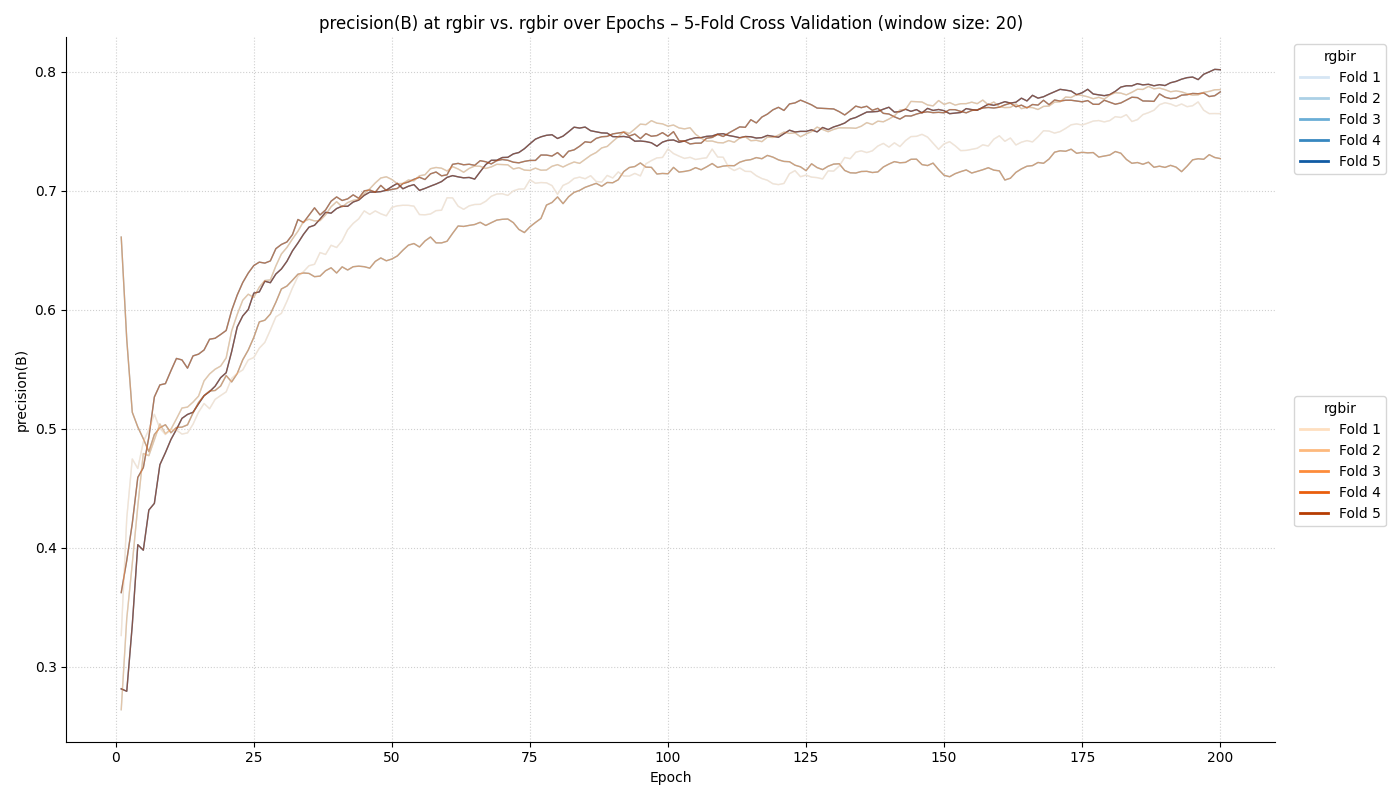 precision(B) at rgbir vs. rgbir over Epochs – 5-Fold Cross Validation (window size: 20)
rgbir
Fold 1
Fold 2
Fold 3
Fold 4
Fold 5
rgbir
Fold 1
Fold 2
Fold 3
Fold 4
Fold 5
precision(B)
0.8
0.7
0.6
0.5
0.4
0.3
0
25
50
75
100
125
150
175
200
Epoch